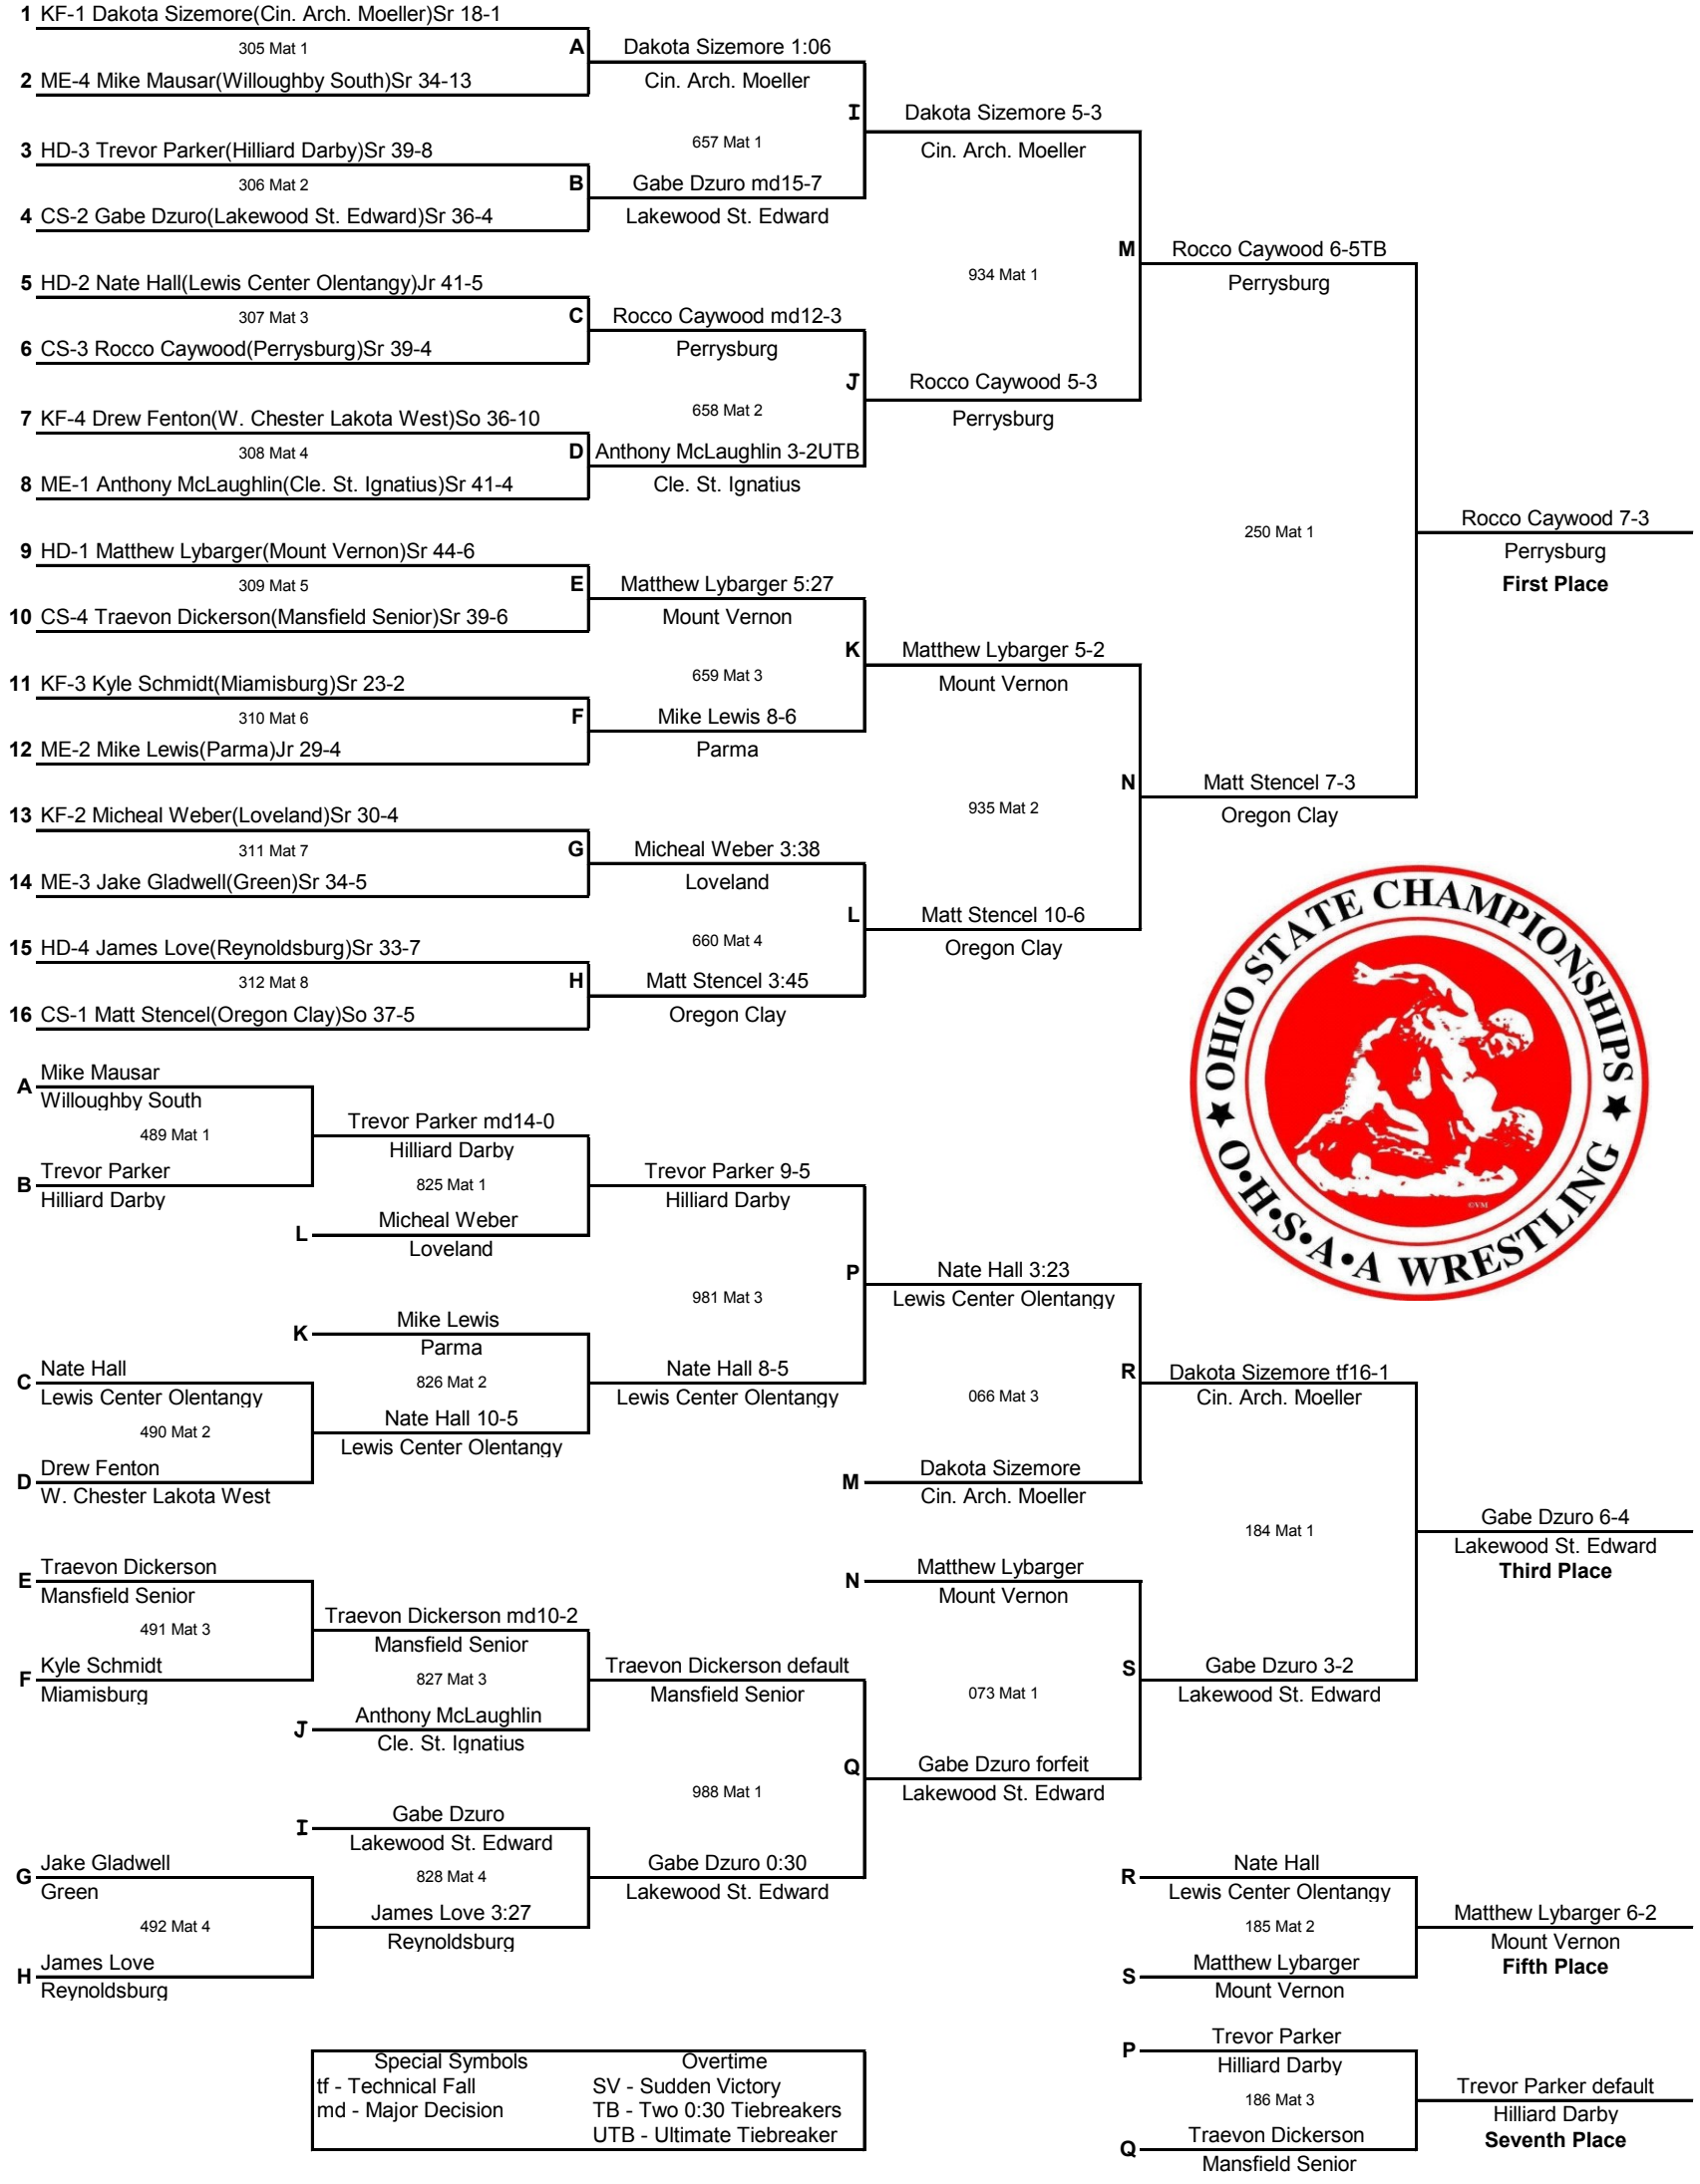 1 KF-1 Dakota Sizemore(Cin. Arch. Moeller)Sr 18-1
305 Mat 1
A
2 ME-4 Mike Mausar(Willoughby South)Sr 34-13
Dakota Sizemore 1:06
Cin. Arch. Moeller
657 Mat 1
I
3 HD-3 Trevor Parker(Hilliard Darby)Sr 39-8
306 Mat 2
B
4 CS-2 Gabe Dzuro(Lakewood St. Edward)Sr 36-4
Gabe Dzuro md15-7
Lakewood St. Edward
Dakota Sizemore 5-3
Cin. Arch. Moeller
934 Mat 1
M
5 HD-2 Nate Hall(Lewis Center Olentangy)Jr 41-5
307 Mat 3
C
6 CS-3 Rocco Caywood(Perrysburg)Sr 39-4
Rocco Caywood md12-3
Perrysburg
658 Mat 2
J
7 KF-4 Drew Fenton(W. Chester Lakota West)So 36-10
308 Mat 4
D
8 ME-1 Anthony McLaughlin(Cle. St. Ignatius)Sr 41-4
Anthony McLaughlin 3-2UTB
Cle. St. Ignatius
Rocco Caywood 5-3
Perrysburg
Rocco Caywood 6-5TB
Perrysburg
250 Mat 1
Rocco Caywood 7-3
Perrysburg
First Place
9 HD-1 Matthew Lybarger(Mount Vernon)Sr 44-6
309 Mat 5
E
10 CS-4 Traevon Dickerson(Mansfield Senior)Sr 39-6
Matthew Lybarger 5:27
Mount Vernon
659 Mat 3
K
11 KF-3 Kyle Schmidt(Miamisburg)Sr 23-2
310 Mat 6
F
12 ME-2 Mike Lewis(Parma)Jr 29-4
Mike Lewis 8-6
Parma
Matthew Lybarger 5-2
Mount Vernon
935 Mat 2
N
Matt Stencel 7-3
Oregon Clay
13 KF-2 Micheal Weber(Loveland)Sr 30-4
311 Mat 7
G
14 ME-3 Jake Gladwell(Green)Sr 34-5
Micheal Weber 3:38
Loveland
660 Mat 4
L
15 HD-4 James Love(Reynoldsburg)Sr 33-7
312 Mat 8
H
16 CS-1 Matt Stencel(Oregon Clay)So 37-5
Matt Stencel 3:45
Oregon Clay
Matt Stencel 10-6
Oregon Clay
★ OHIO STATE CHAMPIONSHIPS ★
O•H•S•A•A WRESTLING
©VM
A Mike Mausar
Willoughby South
489 Mat 1
B Trevor Parker
Hilliard Darby
Trevor Parker md14-0
Hilliard Darby
825 Mat 1
L Micheal Weber
Loveland
Trevor Parker 9-5
Hilliard Darby
981 Mat 3
P
K Mike Lewis
Parma
826 Mat 2
C Nate Hall
Lewis Center Olentangy
490 Mat 2
D Drew Fenton
W. Chester Lakota West
Nate Hall 10-5
Lewis Center Olentangy
Nate Hall 8-5
Lewis Center Olentangy
Nate Hall 3:23
Lewis Center Olentangy
066 Mat 3
R
M Dakota Sizemore
Cin. Arch. Moeller
Dakota Sizemore tf16-1
Cin. Arch. Moeller
184 Mat 1
Gabe Dzuro 6-4
Lakewood St. Edward
Third Place
E Traevon Dickerson
Mansfield Senior
491 Mat 3
F Kyle Schmidt
Miamisburg
Traevon Dickerson md10-2
Mansfield Senior
827 Mat 3
J Anthony McLaughlin
Cle. St. Ignatius
Traevon Dickerson default
Mansfield Senior
988 Mat 1
Q
N Matthew Lybarger
Mount Vernon
073 Mat 1
S
Gabe Dzuro 3-2
Lakewood St. Edward
Gabe Dzuro forfeit
Lakewood St. Edward
I Gabe Dzuro
Lakewood St. Edward
828 Mat 4
G Jake Gladwell
Green
492 Mat 4
H James Love
Reynoldsburg
James Love 3:27
Reynoldsburg
Gabe Dzuro 0:30
Lakewood St. Edward
R Nate Hall
Lewis Center Olentangy
185 Mat 2
S Matthew Lybarger
Mount Vernon
Matthew Lybarger 6-2
Mount Vernon
Fifth Place
P Trevor Parker
Hilliard Darby
186 Mat 3
Q Traevon Dickerson
Mansfield Senior
Trevor Parker default
Hilliard Darby
Seventh Place
Special Symbols Overtime
tf - Technical Fall SV - Sudden Victory
md - Major Decision TB - Two 0:30 Tiebreakers
UTB - Ultimate Tiebreaker